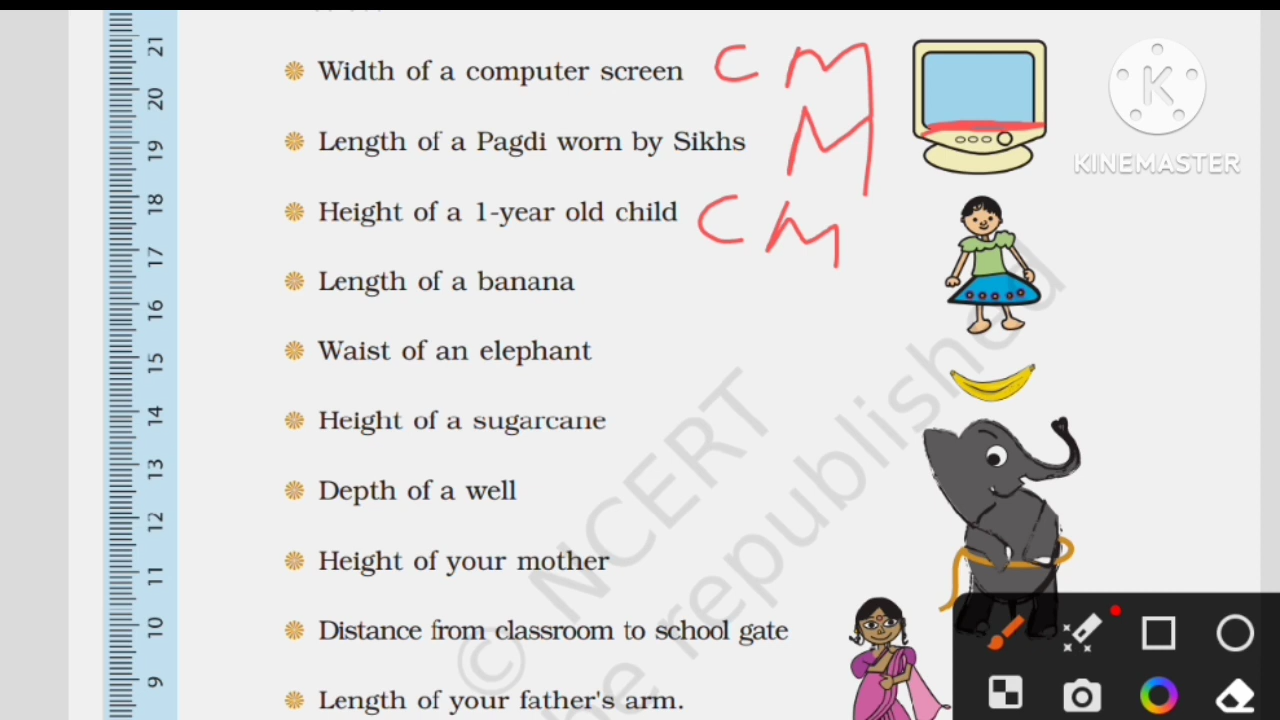 21
Width of a computer screen CM
K
20
KINEMASTER
Length of a Pagdi worn by Sikhs M
19
18
Height of a 1-year old child CM
17
Length of a banana
16
Waist of an elephant
15
14
Height of a sugarcane
13
Depth of a well
12
Height of your mother
11
Distance from classroom to school gate
10
Length of your father's arm.
9
© NCERT
he republished